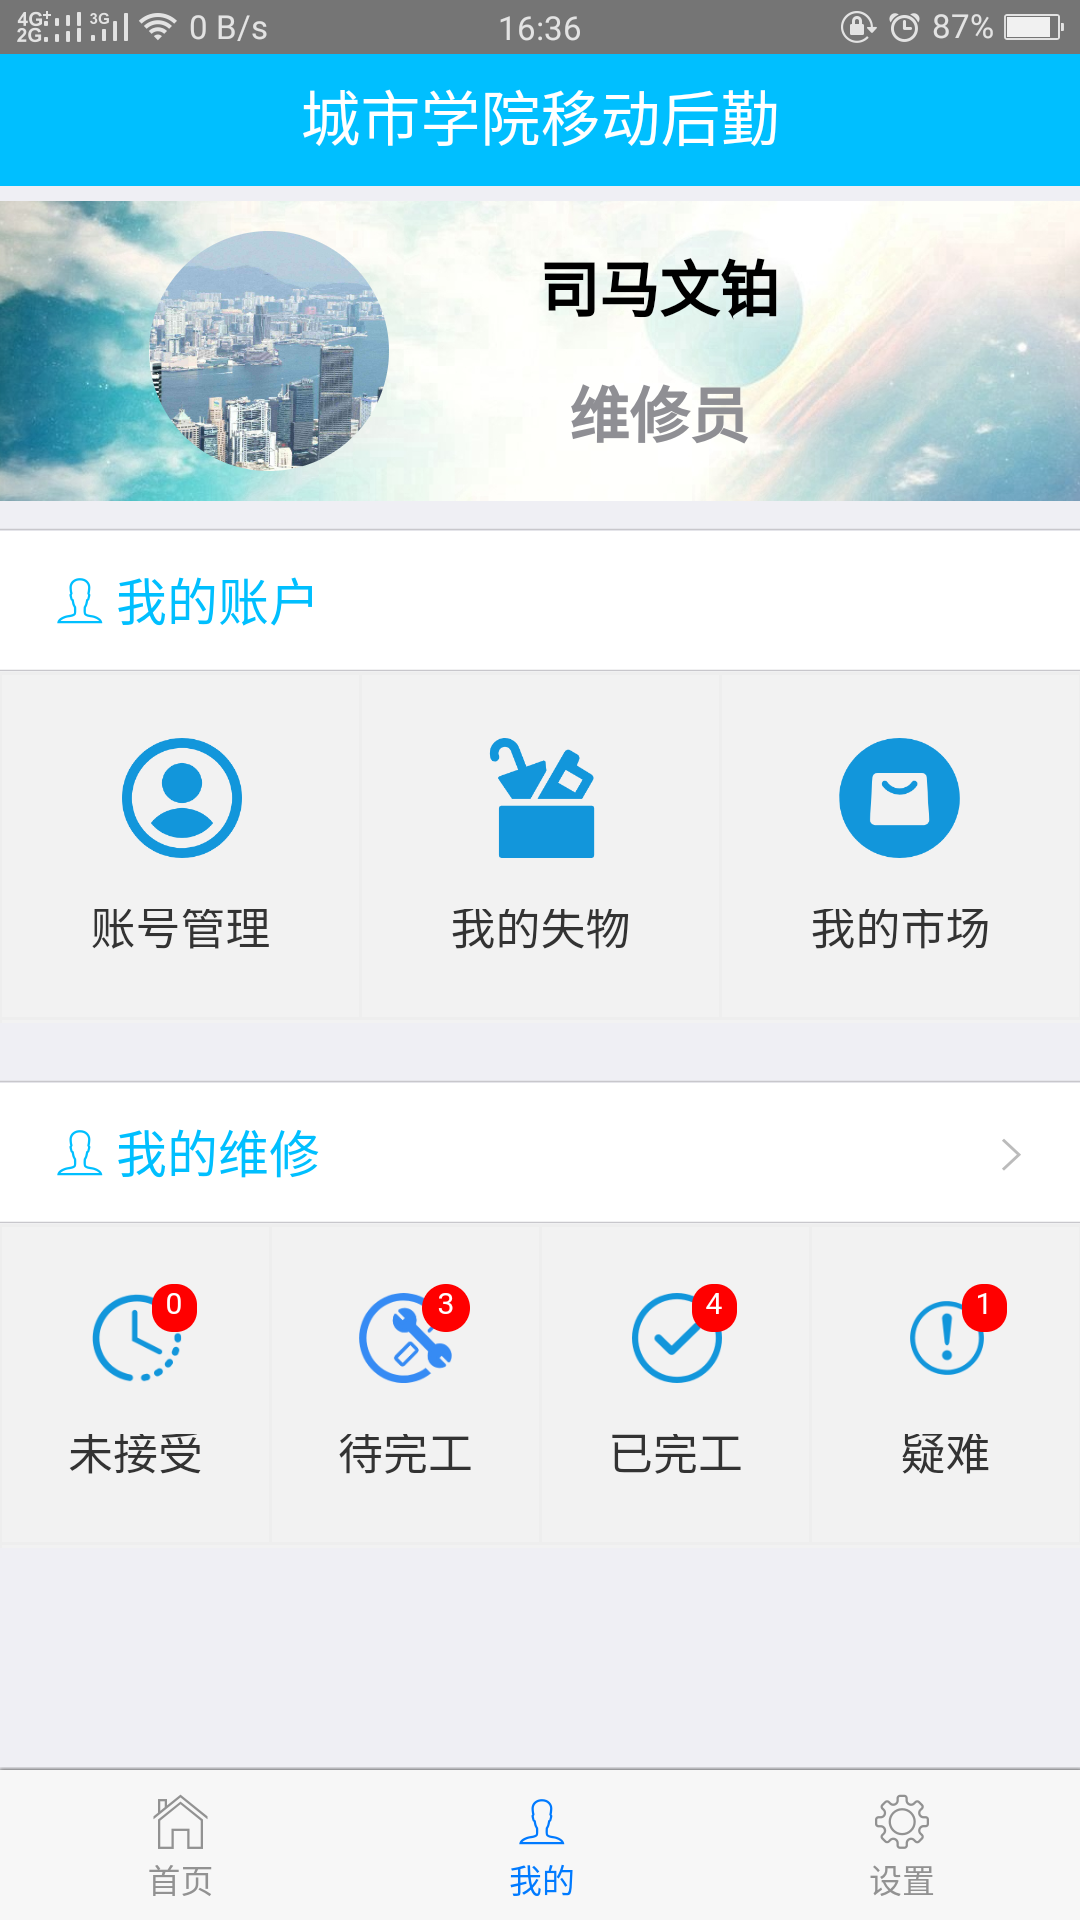 4G+ 2G 3G 0 B/s 16:36 87%
城市学院移动后勤
司马文铂
维修员
我的账户
账号管理 我的失物 我的市场
我的维修
0 3 4 1
未接受 待完工 已完工 疑难
首页 我的 设置